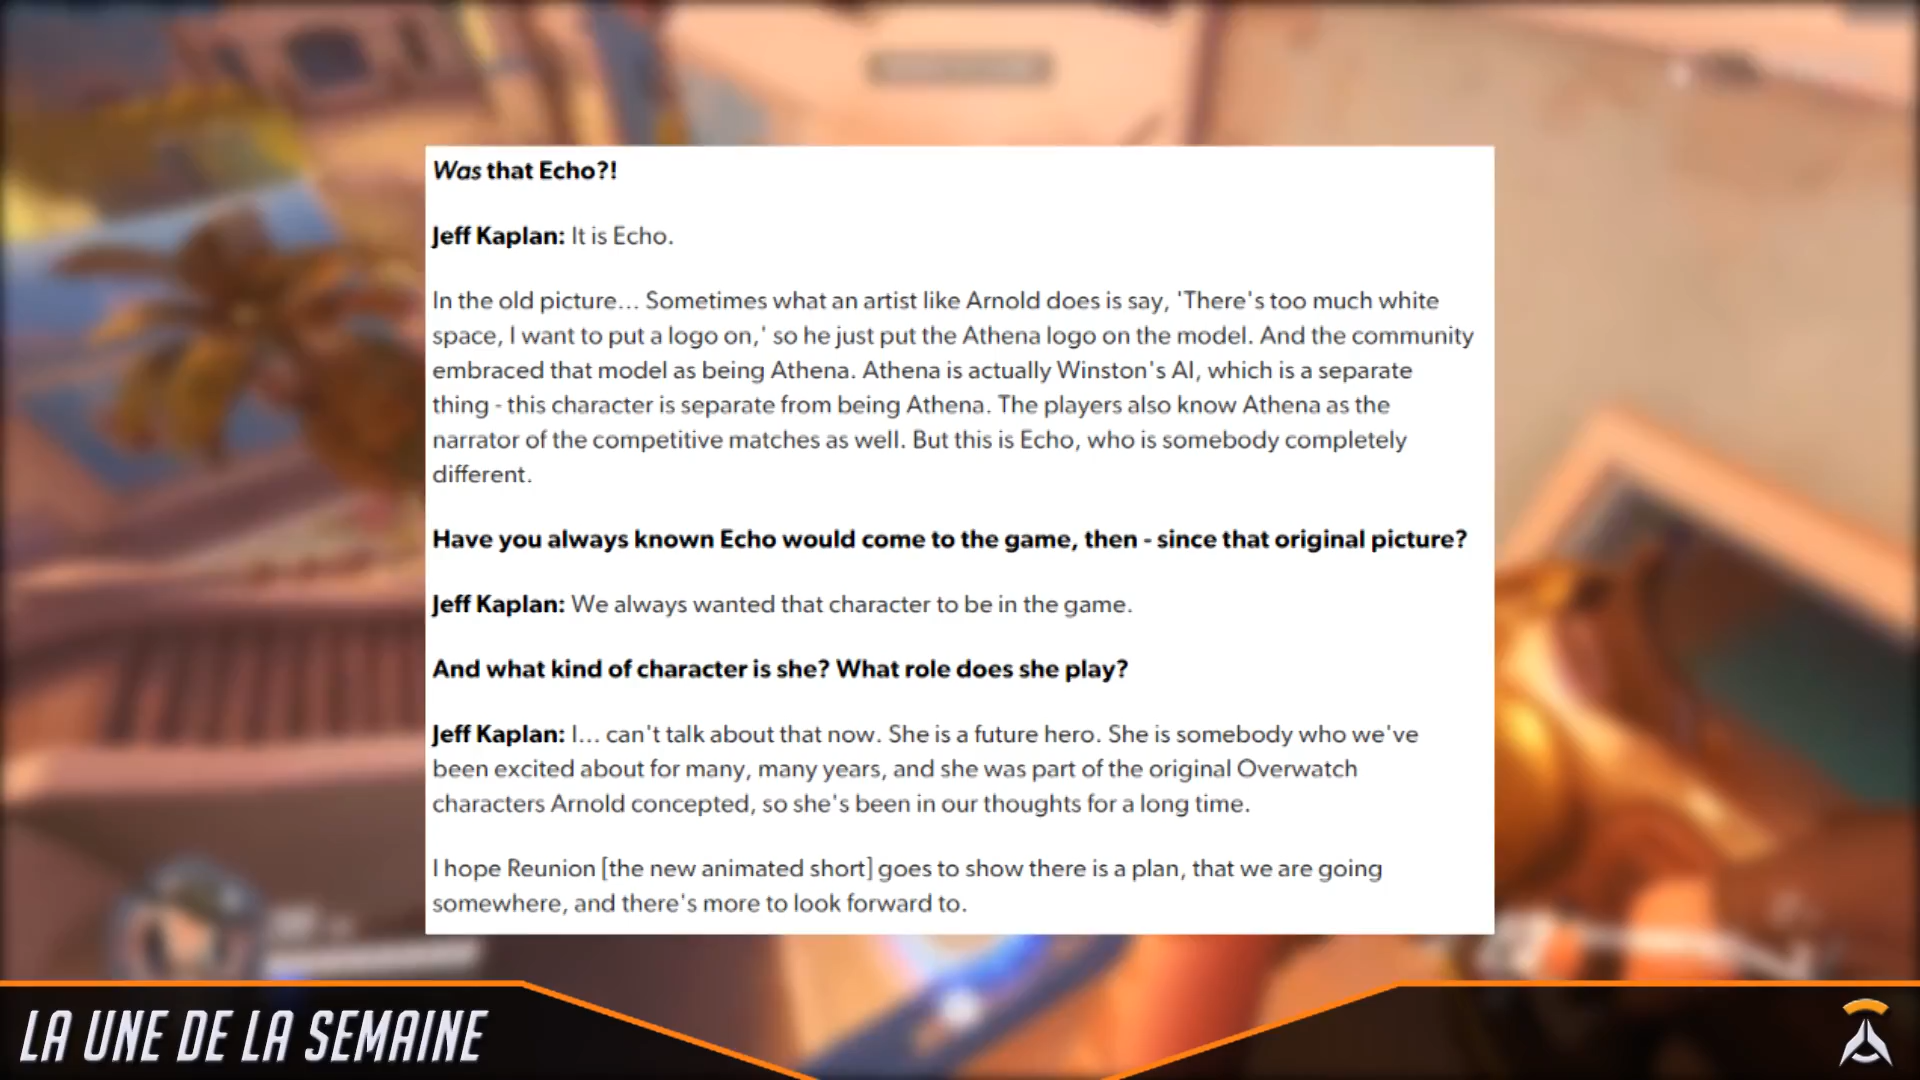 Was that Echo?!
Jeff Kaplan: It is Echo.
In the old picture... Sometimes what an artist like Arnold does is say, 'There's too much white
space, I want to put a logo on,' so he just put the Athena logo on the model. And the community
embraced that model as being Athena. Athena is actually Winston's AI, which is a separate
thing - this character is separate from being Athena. The players also know Athena as the
narrator of the competitive matches as well. But this is Echo, who is somebody completely
different.
Have you always known Echo would come to the game, then - since that original picture?
Jeff Kaplan: We always wanted that character to be in the game.
And what kind of character is she? What role does she play?
Jeff Kaplan: I... can't talk about that now. She is a future hero. She is somebody who we've
been excited about for many, many years, and she was part of the original Overwatch
characters Arnold concepted, so she's been in our thoughts for a long time.
I hope Reunion [the new animated short] goes to show there is a plan, that we are going
somewhere, and there's more to look forward to.
LA UNE DE LA SEMAINE